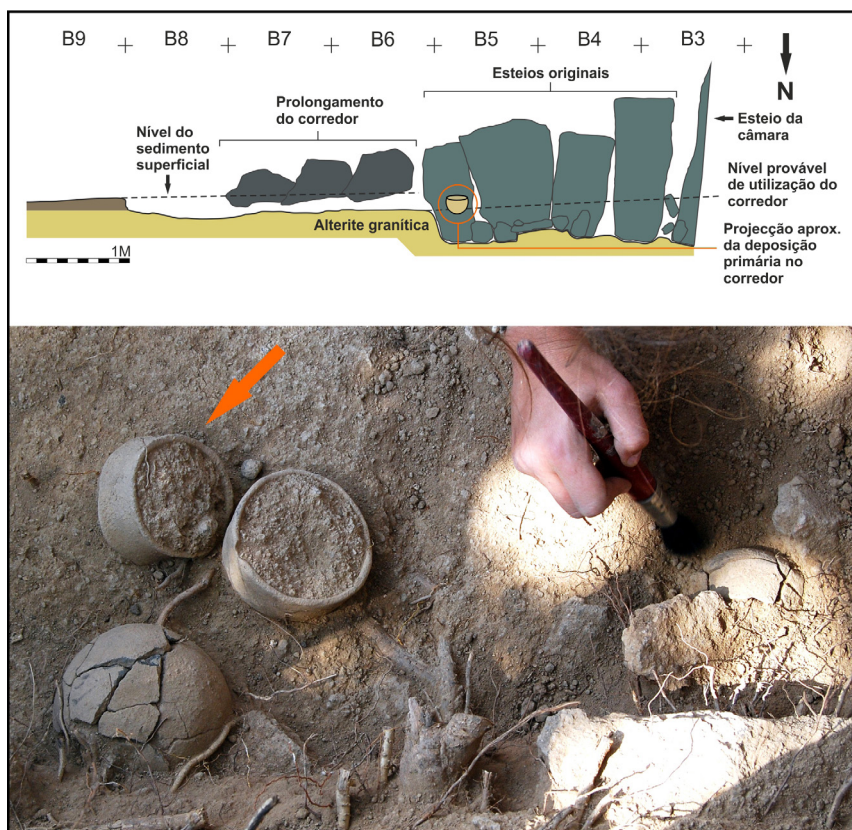 B9 + B8 + B7 + B6 + B5 + B4 + B3 +
N
Esteios originais
Prolongamento
do corredor
Esteio da
câmara
Nível do
sedimento
superficial
Nível provável
de utilização do
corredor
Alterite granítica
Projecção aprox.
da deposição
primária no
corredor
1M